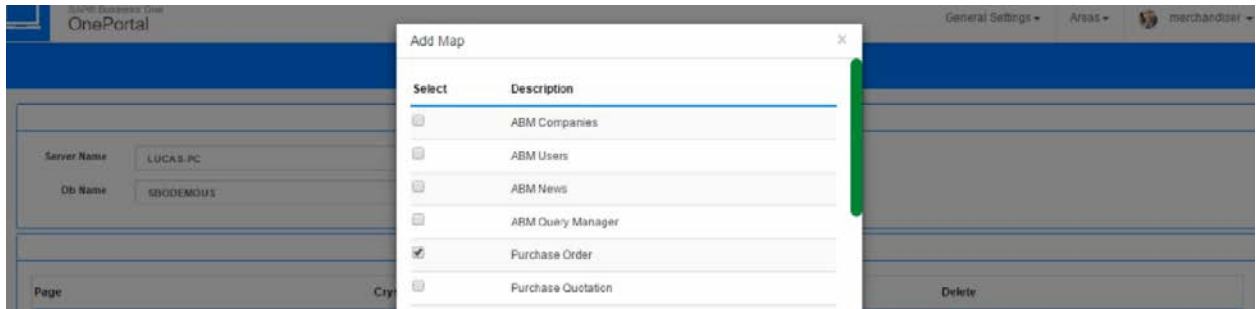 SAP® Business One
OnePortal
General Settings
Areas
merchandiser
Add Map
×
Select Description
ABM Companies
ABM Users
ABM News
ABM Query Manager
Purchase Order
Purchase Quotation
Server Name LUCAS-PC
Db Name SBODEMOUS
Page Cry Delete